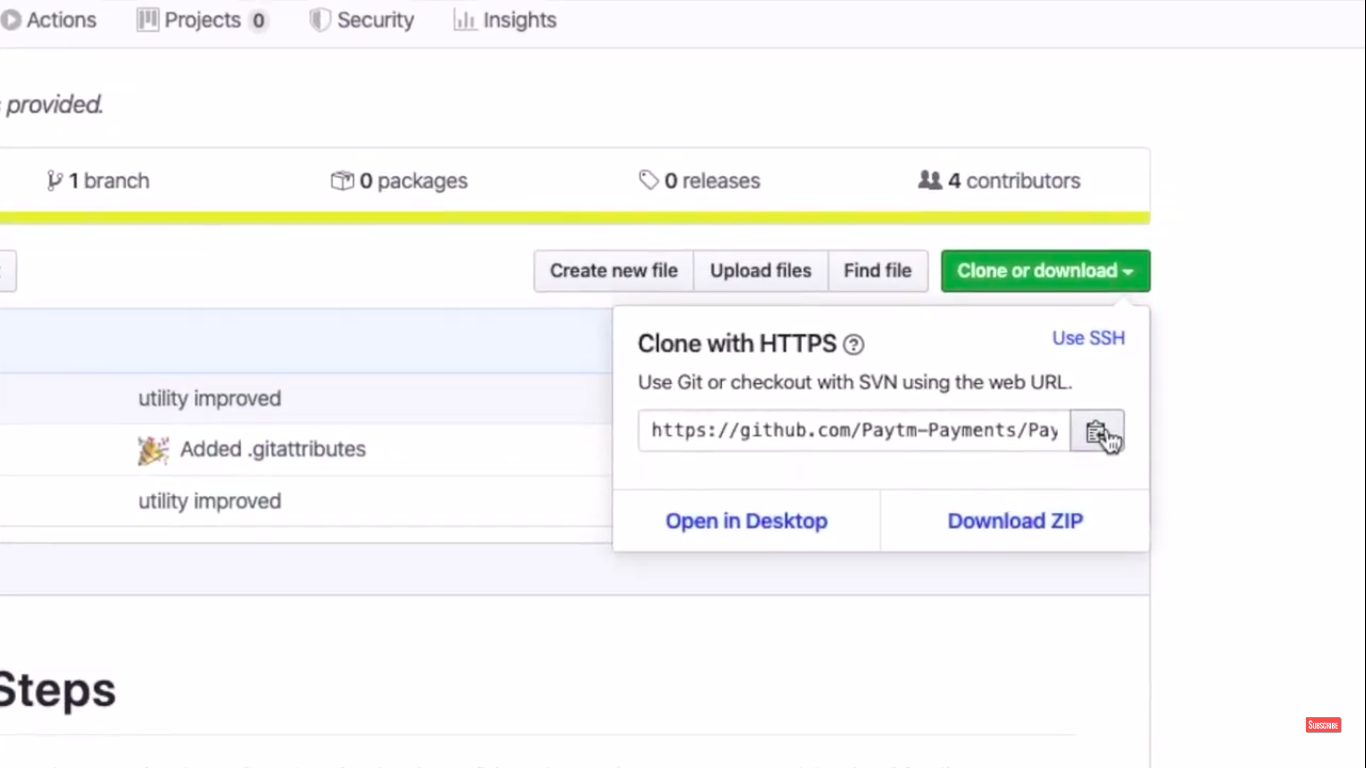 Actions Projects 0 Security Insights
provided.
1 branch 0 packages 0 releases 4 contributors
Create new file Upload files Find file Clone or download
Clone with HTTPS ? Use SSH
Use Git or checkout with SVN using the web URL.
https://github.com/Paytm-Payments/Pay
utility improved
Added .gitattributes
utility improved
Open in Desktop Download ZIP
Steps
SUBSCRIBE